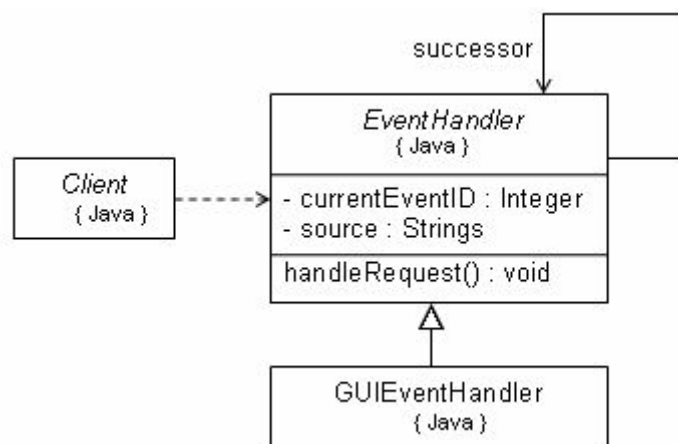 successor
EventHandler
{ Java }
Client
{ Java }
- currentEventID : Integer
- source : Strings
handleRequest() : void
GUIEventHandler
{ Java }